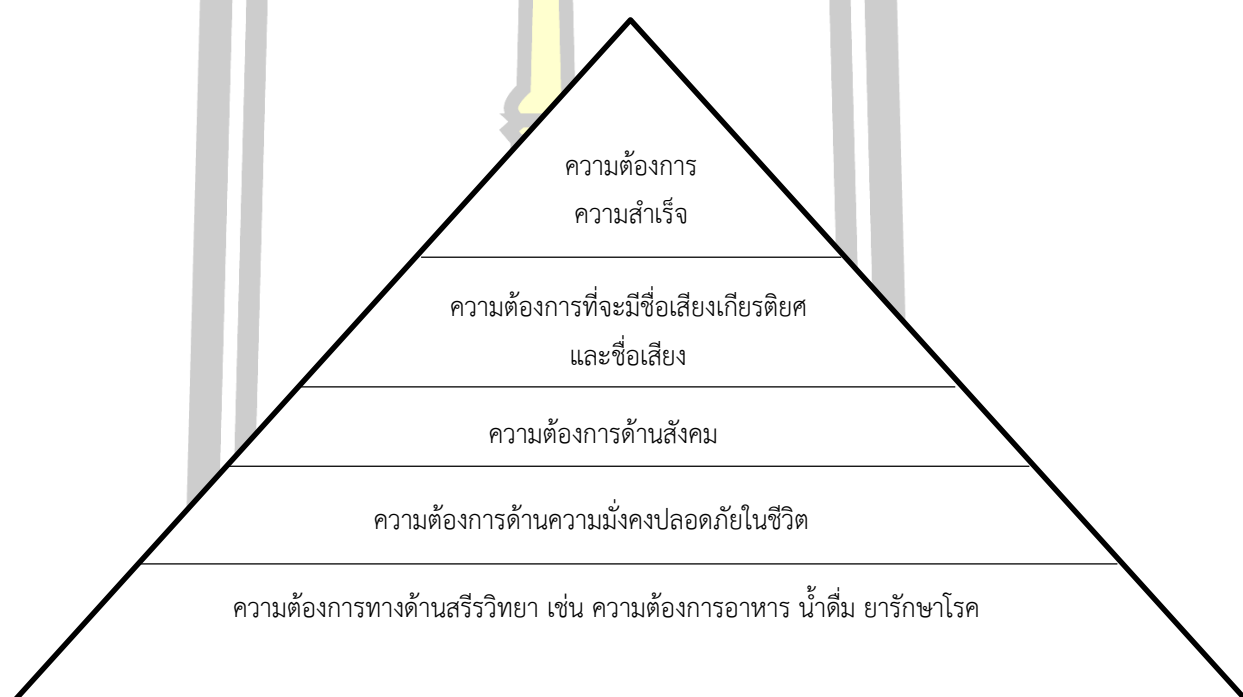 ความต้องการ
ความสำเร็จ
ความต้องการที่จะมีชื่อเสียงเกียรติยศ
และชื่อเสียง
ความต้องการด้านสังคม
ความต้องการด้านความมั่งคงปลอดภัยในชีวิต
ความต้องการทางด้านสรีรวิทยา เช่น ความต้องการอาหาร น้ำดื่ม ยารักษาโรค